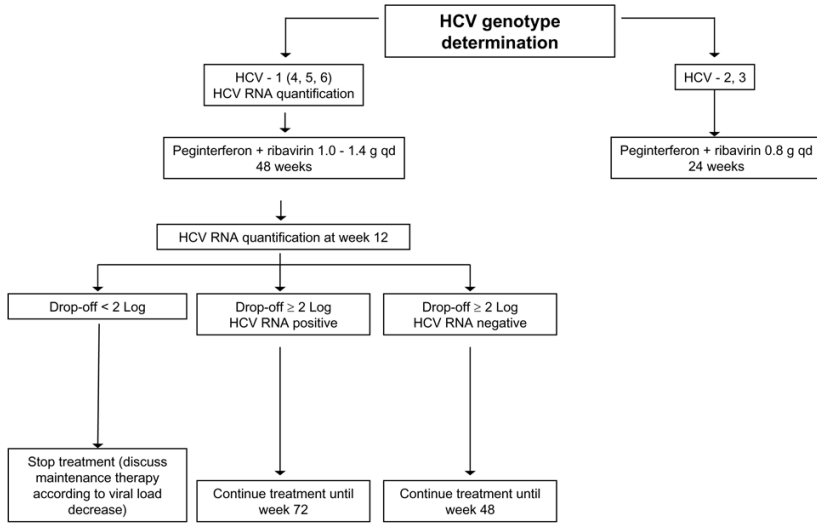 HCV genotype
determination
HCV - 1 (4, 5, 6)
HCV RNA quantification
HCV - 2, 3
Peginterferon + ribavirin 1.0 - 1.4 g qd
48 weeks
Peginterferon + ribavirin 0.8 g qd
24 weeks
HCV RNA quantification at week 12
Drop-off < 2 Log
Drop-off ≥ 2 Log
HCV RNA positive
Drop-off ≥ 2 Log
HCV RNA negative
Stop treatment (discuss
maintenance therapy
according to viral load
decrease)
Continue treatment until
week 72
Continue treatment until
week 48